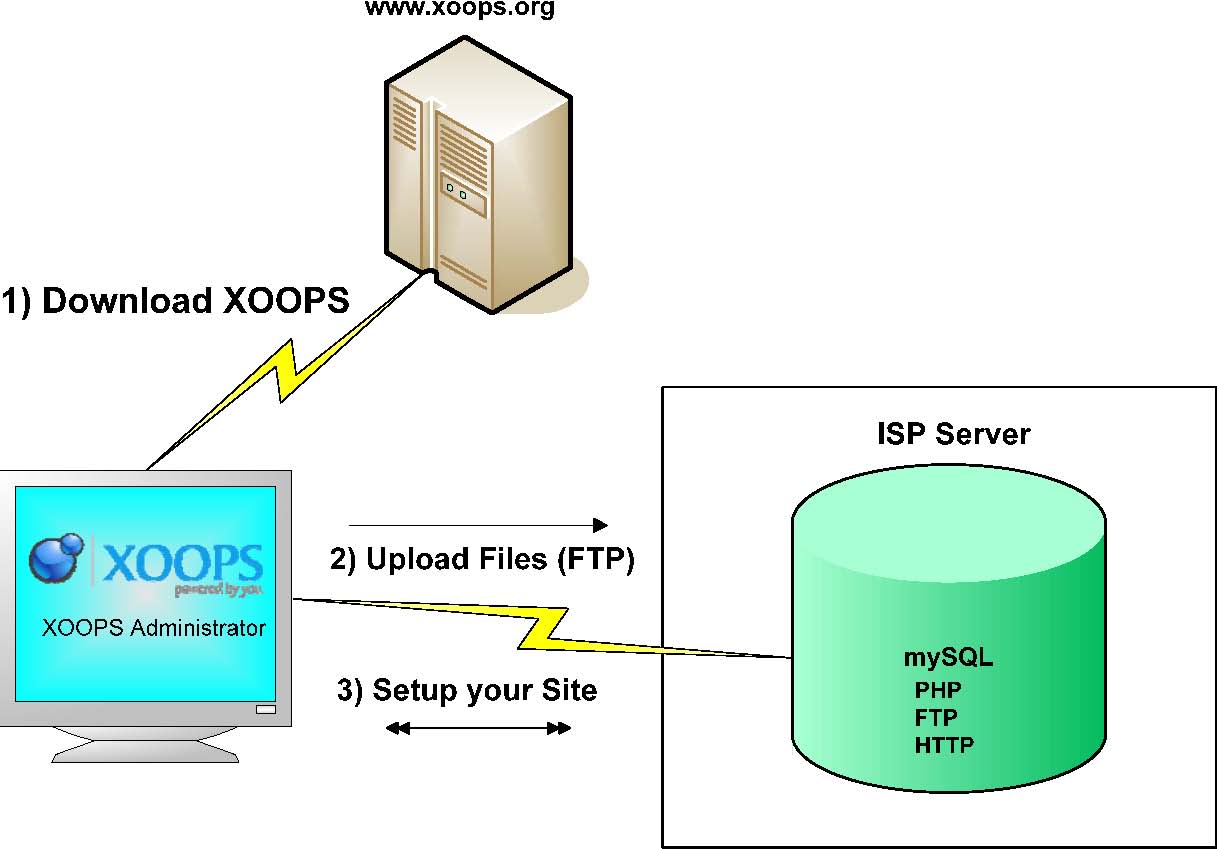 www.xoops.org
1) Download XOOPS
ISP Server
2) Upload Files (FTP)
XOOPS
powered by you
XOOPS Administrator
mySQL
PHP
FTP
HTTP
3) Setup your Site